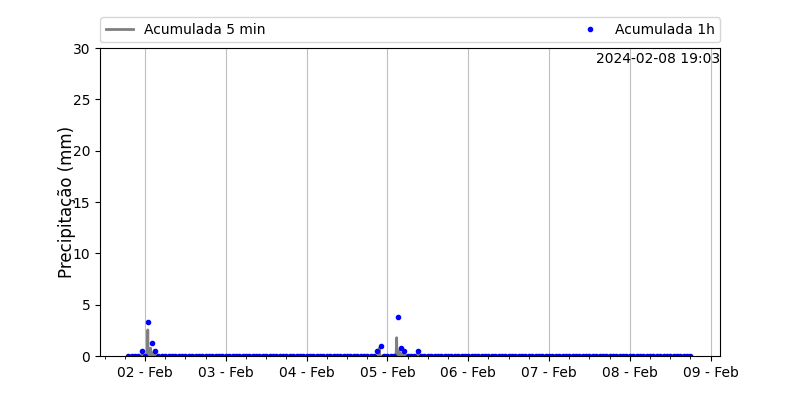 Acumulada 5 min
Acumulada 1h
2024-02-08 19:03
Precipitação (mm)
30
25
20
15
10
5
0
02 - Feb
03 - Feb
04 - Feb
05 - Feb
06 - Feb
07 - Feb
08 - Feb
09 - Feb